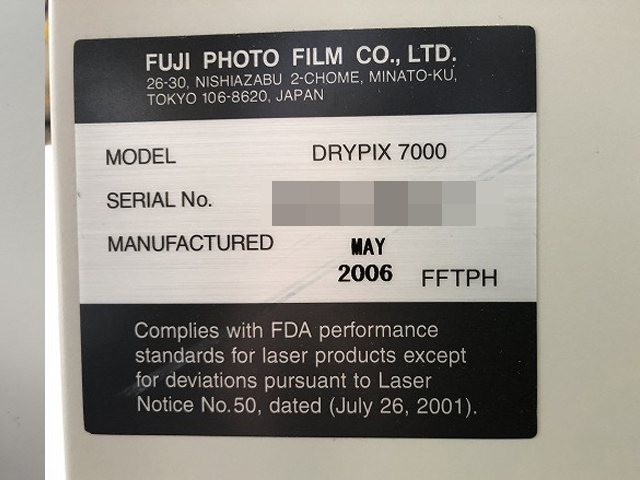 FUJI PHOTO FILM CO., LTD.
26-30, NISHIAZABU 2-CHOME, MINATO-KU,
TOKYO 106-8620, JAPAN
MODEL DRYPIX 7000
SERIAL No.
MANUFACTURED MAY
2006 FFTPH
Complies with FDA performance
standards for laser products except
for deviations pursuant to Laser
Notice No.50, dated (July 26, 2001).